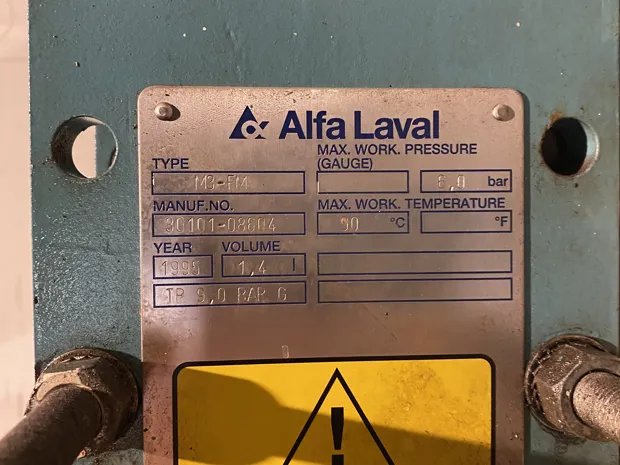 Alfa Laval
TYPE
M3-FM
MAX. WORK. PRESSURE
(GAUGE)
6,0 bar
MANUF.NO.
30101-08604
MAX. WORK. TEMPERATURE
90 °C °F
YEAR VOLUME
1995 1,4 l
TP 9,0 BAR G
!